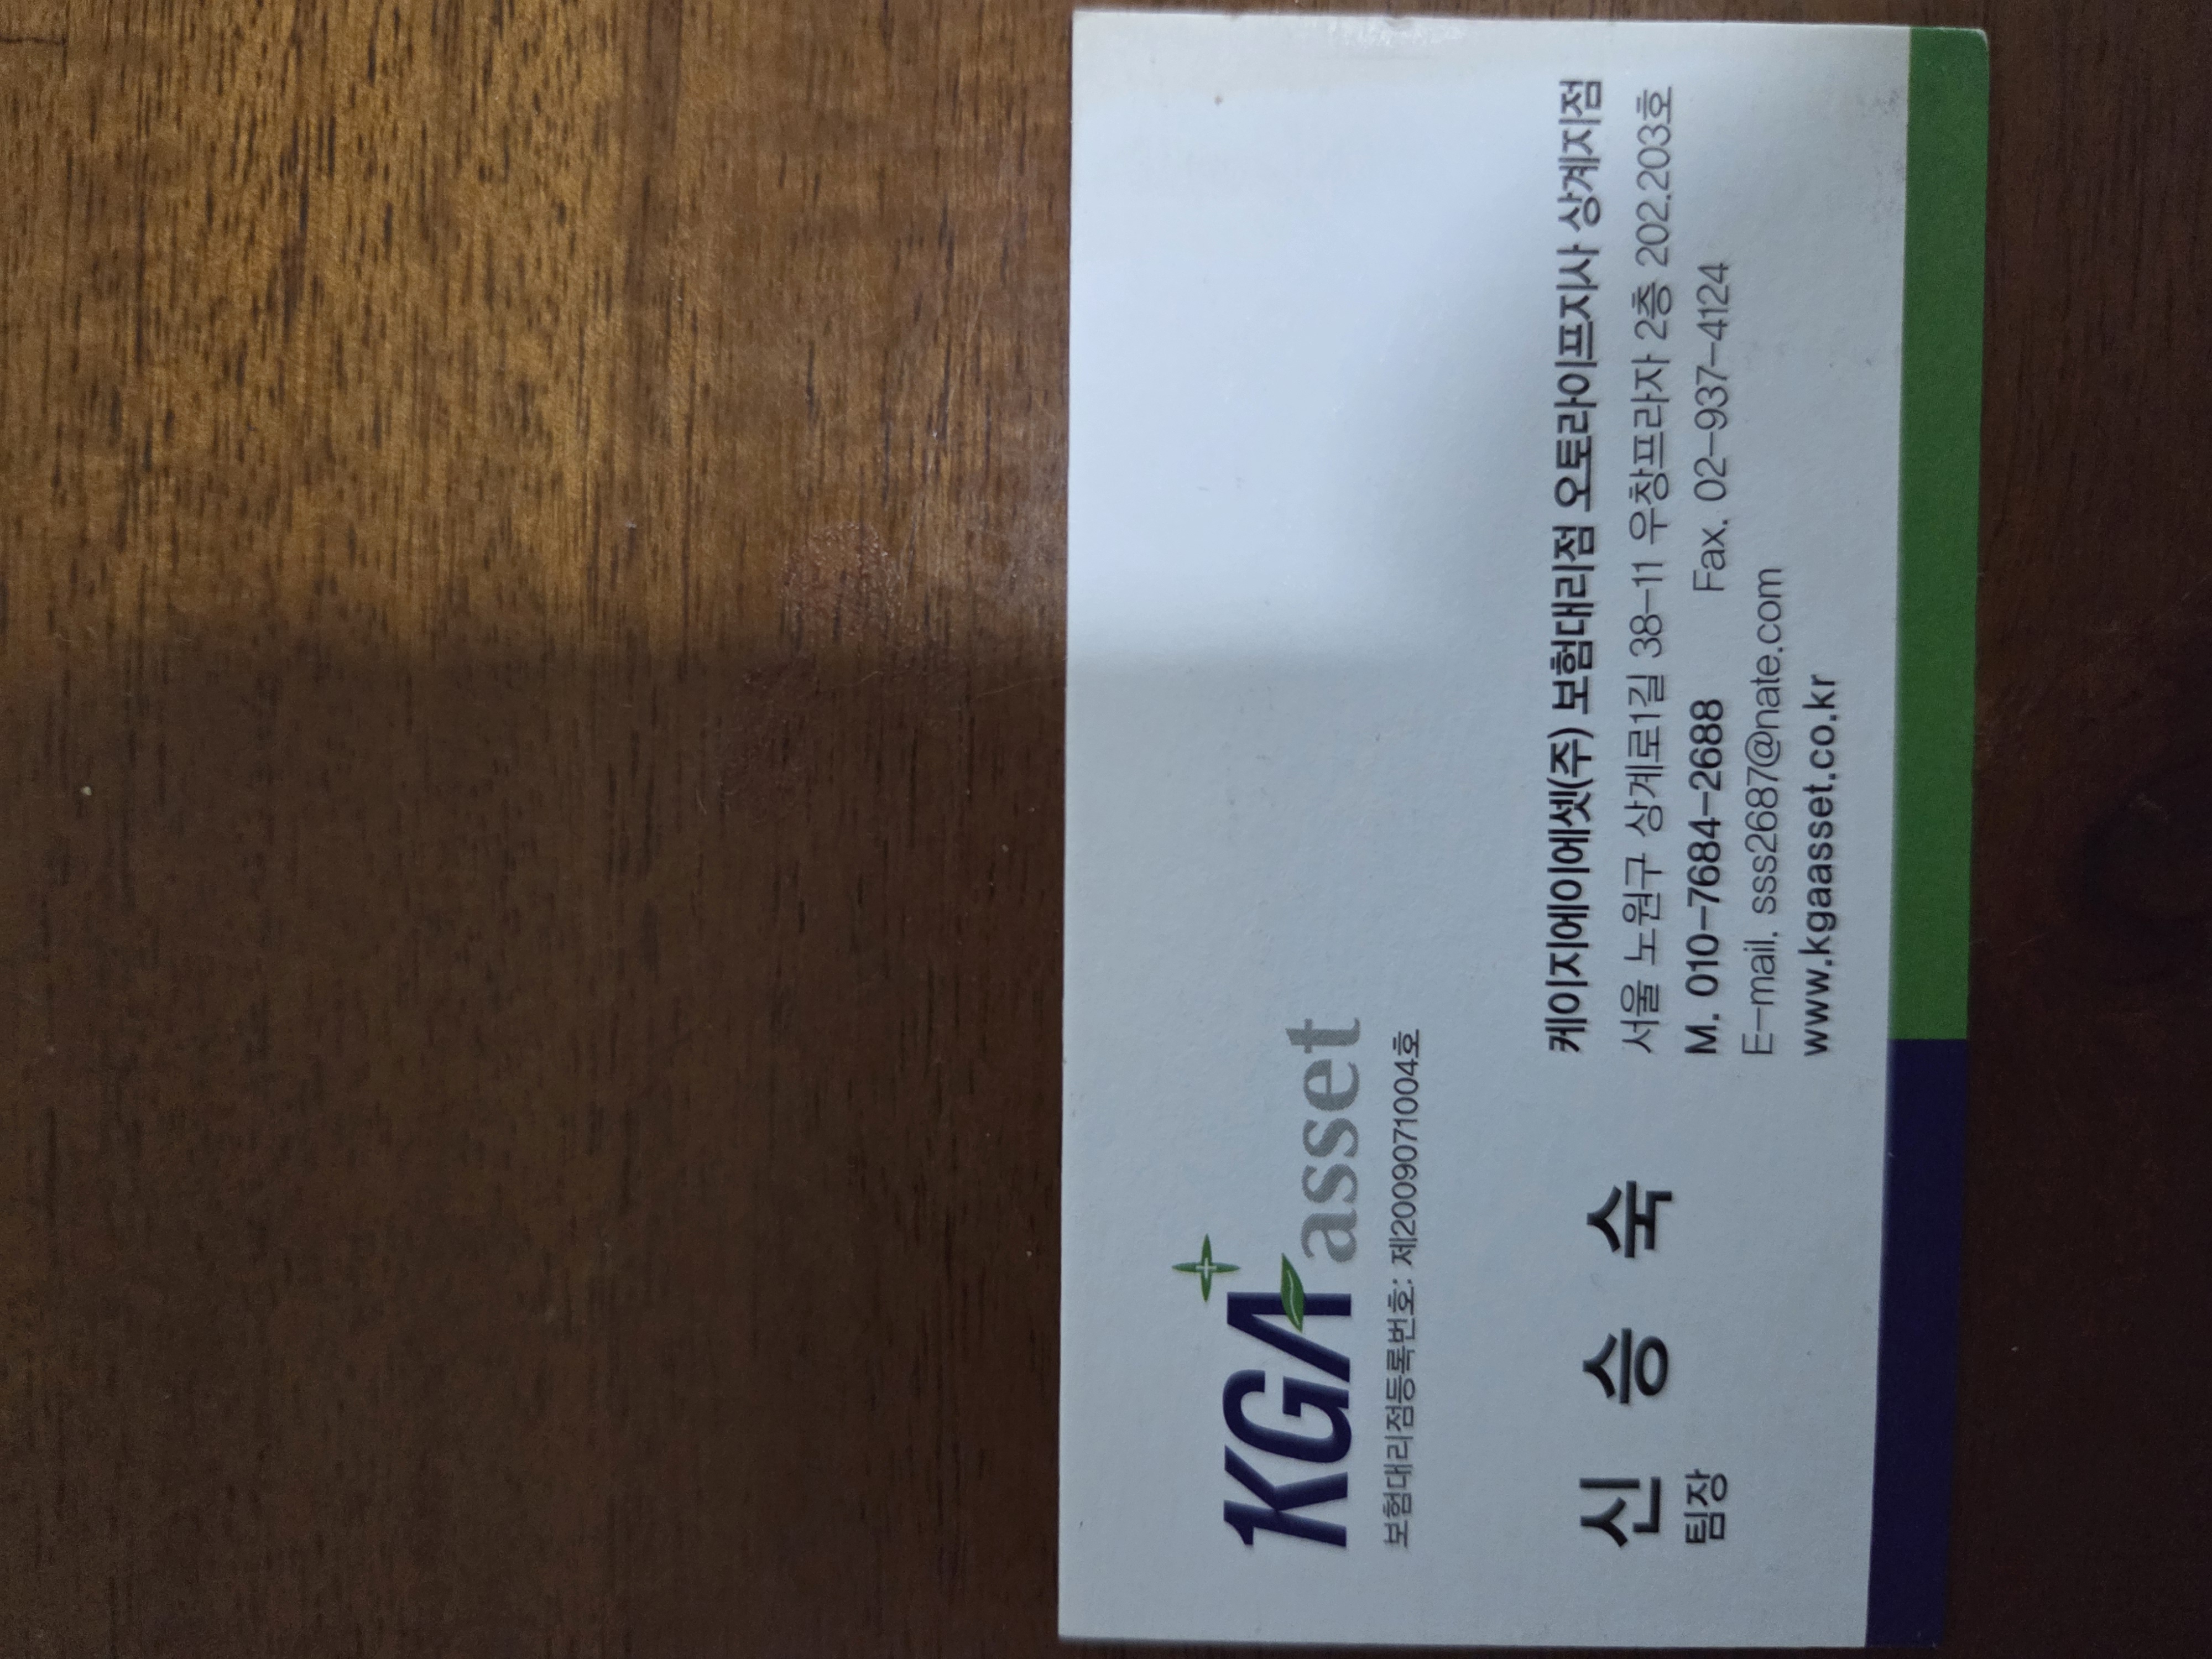 KGA asset
보험대리점등록번호: 제2009071004호
신승숙
팀장
케이지에이에셋(주) 보험대리점 오토라이프지사 상계지점
서울 노원구 상계로1길 38-11 우창프라자 2층 202.203호
M. 010-7684-2688 Fax. 02-937-4124
E-mail. sss2687@nate.com
www.kgaasset.co.kr